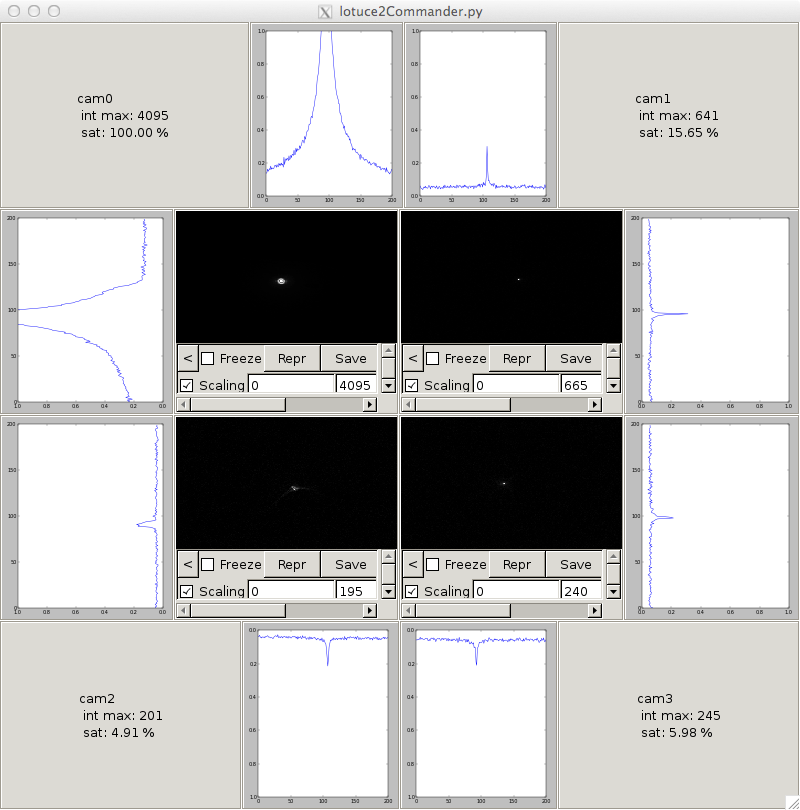 lotuce2Commander.py
cam0
int max: 4095
sat: 100.00 %
1.0
0.8
0.6
0.4
0.2
0.0
0 50 100 150 200
1.0
0.8
0.6
0.4
0.2
0.0
0 50 100 150 200
cam1
int max: 641
sat: 15.65 %
200
150
100
50
0
1.0 0.8 0.6 0.4 0.2 0.0
< Freeze Repr Save
Scaling 0 4095
< Freeze Repr Save
Scaling 0 665
200
150
100
50
0
0.0 0.2 0.4 0.6 0.8 1.0
200
150
100
50
0
1.0 0.8 0.6 0.4 0.2 0.0
< Freeze Repr Save
Scaling 0 195
< Freeze Repr Save
Scaling 0 240
200
150
100
50
0
0.0 0.2 0.4 0.6 0.8 1.0
cam2
int max: 201
sat: 4.91 %
0.0
0.2
0.4
0.6
0.8
1.0
0 50 100 150 200
0.0
0.2
0.4
0.6
0.8
1.0
0 50 100 150 200
cam3
int max: 245
sat: 5.98 %